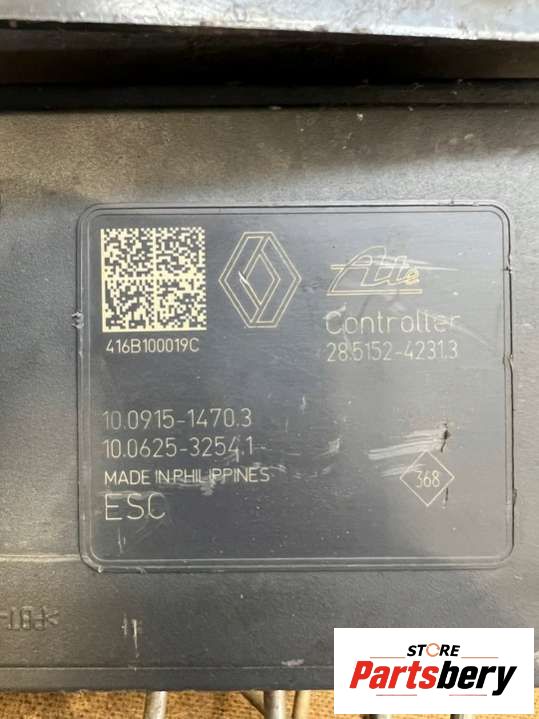 Ate
416B100019C
Controller
28.5152-4231.3
10.0915-1470.3
10.0625-3254.1
MADE IN PHILIPPINES
368
ESC
STORE
Partsbery